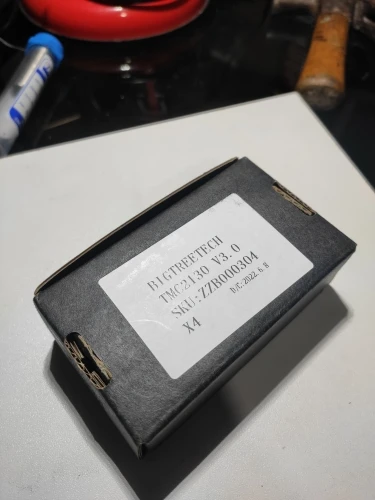 BIGTREETECH
TMC2130 V3.0
SKU:ZZB000304
X4
D/C:2022.6.8